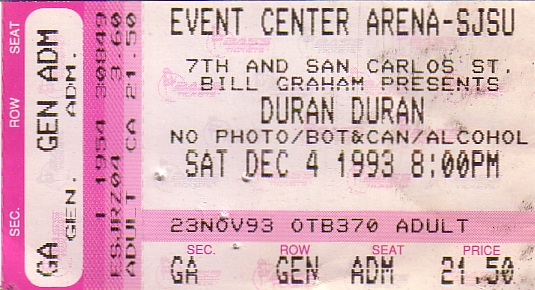 SEAT
ROW
SEC.
GEN ADM
ADM.
GA
GEN.
1 1954 30849
ESJRZ04 3.60
ADULT CA 21.50
EVENT CENTER ARENA-SJSU
7TH AND SAN CARLOS ST.
BILL GRAHAM PRESENTS
DURAN DURAN
NO PHOTO/BOT&CAN/ALCOHOL
SAT DEC 4 1993 8:00PM
23NOV93 OTB370 ADULT
SEC. ROW SEAT PRICE
GA GEN ADM 21.50